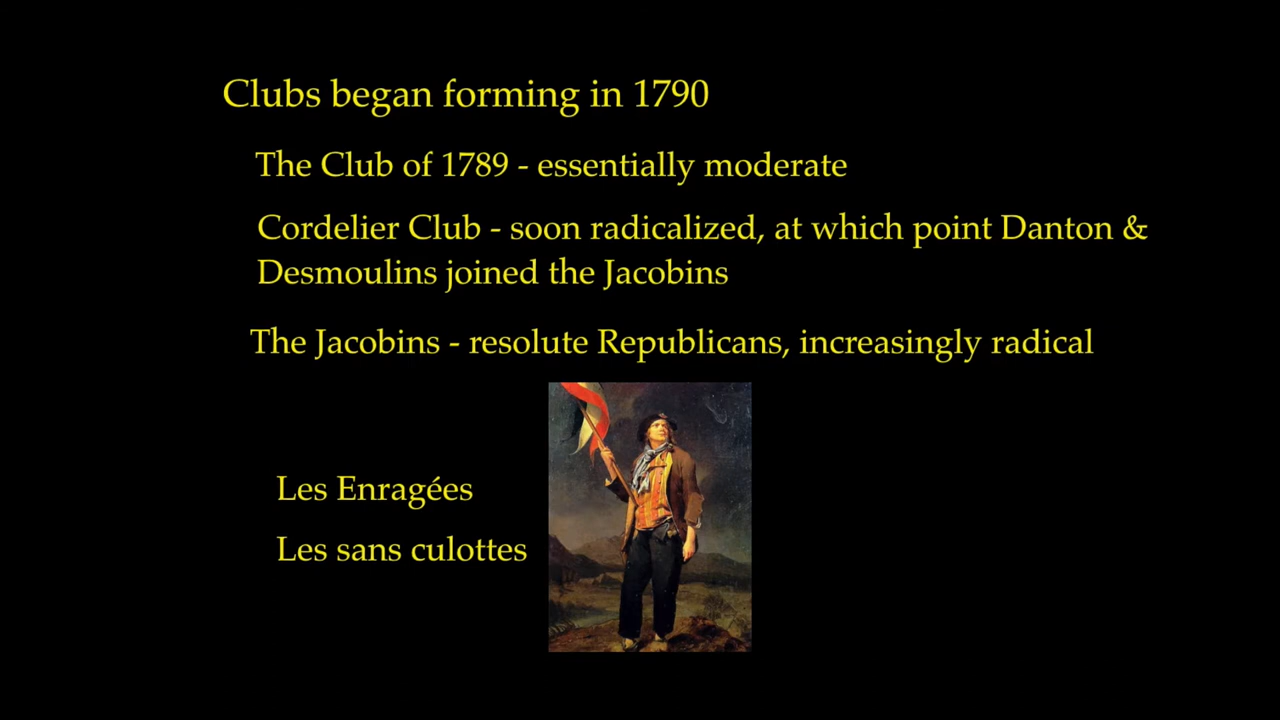 Clubs began forming in 1790
The Club of 1789 - essentially moderate
Cordelier Club - soon radicalized, at which point Danton &
Desmoulins joined the Jacobins
The Jacobins - resolute Republicans, increasingly radical
Les Enragées
Les sans culottes